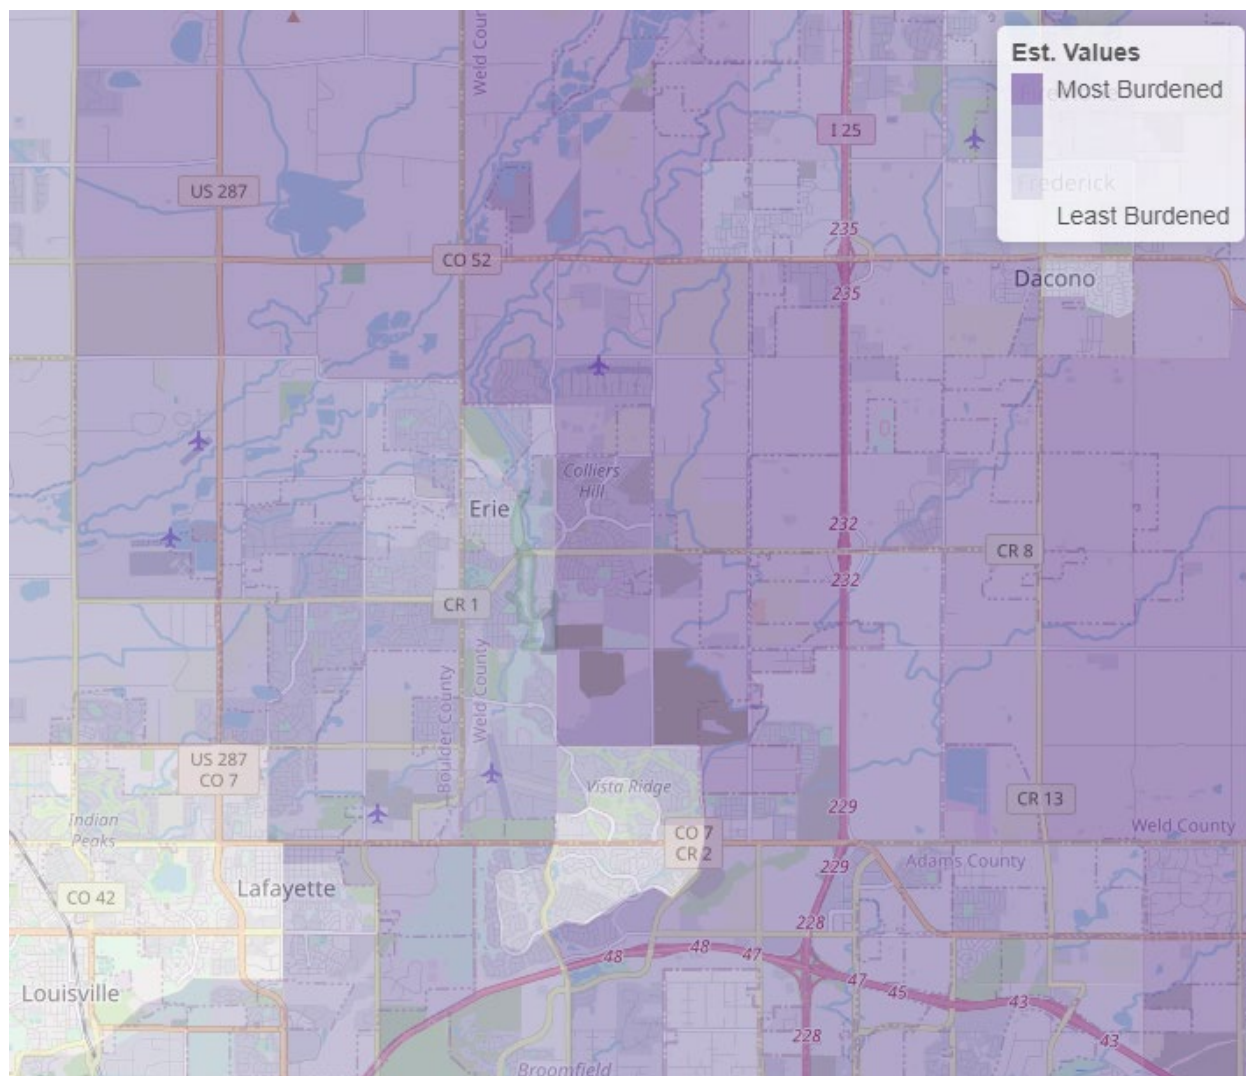 Est. Values
Most Burdened
Least Burdened
Weld Coun
I 25
Frederick
US 287
235
CO 52
235
Dacono
Colliers
Hill
Erie
232
CR 8
232
CR 1
Boulder County
Weld County
US 287
CO 7
Vista Ridge
229
CR 13
Indian
Peaks
CO 7
CR 2
Weld County
229
Adams County
CO 42
Lafayette
228
48
48
47
47
45
43
43
Louisville
228
Broomfield